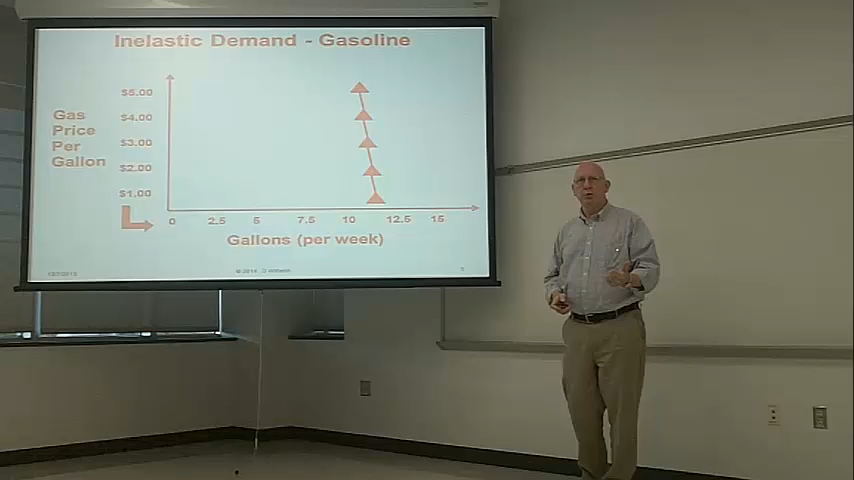 Inelastic Demand - Gasoline
Gas
Price
Per
Gallon
$5.00
$4.00
$3.00
$2.00
$1.00
0 2.5 5 7.5 10 12.5 15
Gallons (per week)
© 2014